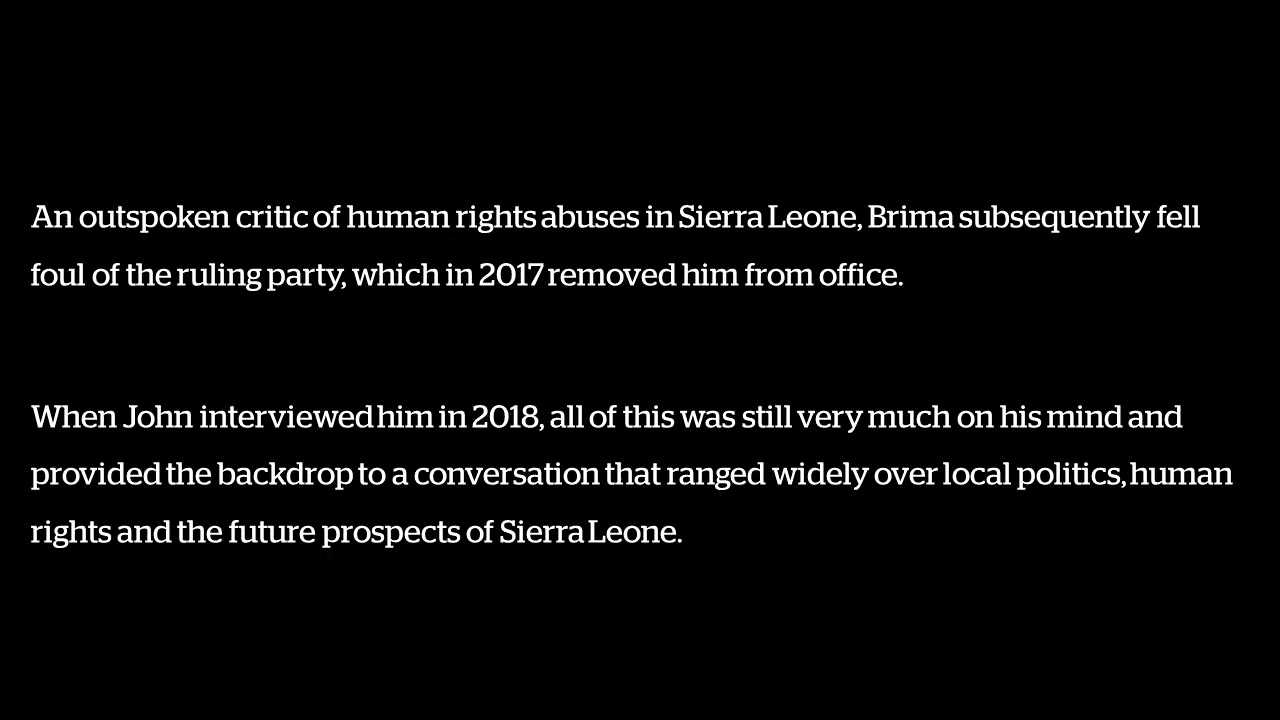 An outspoken critic of human rights abuses in Sierra Leone, Brima subsequently fell
foul of the ruling party, which in 2017 removed him from office.
When John interviewed him in 2018, all of this was still very much on his mind and
provided the backdrop to a conversation that ranged widely over local politics, human
rights and the future prospects of Sierra Leone.